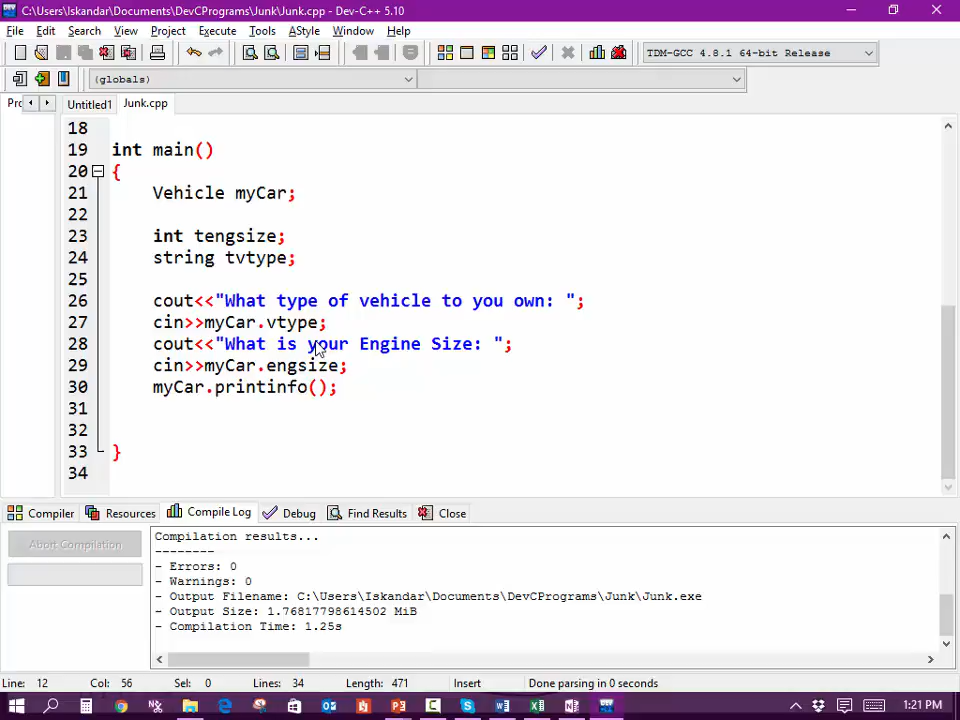 C:\Users\Iskandar\Documents\DevCPrograms\Junk\Junk.cpp - Dev-C++ 5.10
File Edit Search View Project Execute Tools AStyle Window Help
TDM-GCC 4.8.1 64-bit Release
(globals)
Prc Untitled1 Junk.cpp
18
19 int main()
20 {
21 Vehicle myCar;
22
23 int tengsize;
24 string tvtype;
25
26 cout<<"What type of vehicle to you own: ";
27 cin>>myCar.vtype;
28 cout<<"What is your Engine Size: ";
29 cin>>myCar.engsize;
30 myCar.printinfo();
31
32
33 }
34
Compiler Resources Compile Log Debug Find Results Close
Abort Compilation
Compilation results...
--------
- Errors: 0
- Warnings: 0
- Output Filename: C:\Users\Iskandar\Documents\DevCPrograms\Junk\Junk.exe
- Output Size: 1.76817798614502 MiB
- Compilation Time: 1.25s
Line: 12 Col: 56 Sel: 0 Lines: 34 Length: 471 Insert Done parsing in 0 seconds
1:21 PM